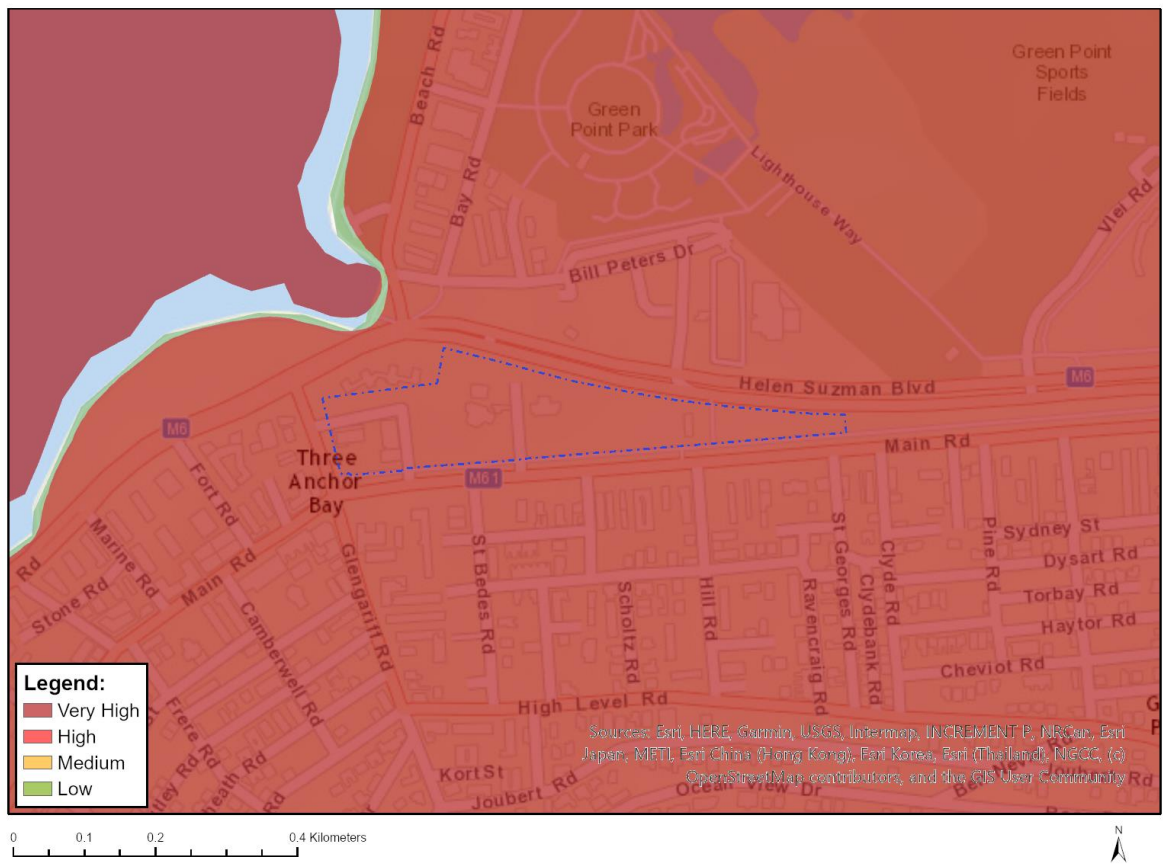 Beach Rd
Green Point
Sports
Fields
Green
Point Park
Bay Rd
Lighthouse Way
Vlei Rd
Bill Peters Dr
Helen Suzman Blvd
M6
M6
Main Rd
Three
Anchor
Bay
M61
Fort Rd
Marine Rd
Main Rd
Rd
Stone Rd
Glengariff Rd
Camberwell Rd
St Bedes Rd
Scholtz Rd
Hill Rd
Ravencraig Rd
St Georges Rd
Clyde Rd
Clydebank Rd
Pine Rd
Sydney St
Dysart Rd
Torbay Rd
Haytor Rd
Cheviot Rd
High Level Rd
Frere Rd
Kort St
Joubert Rd
Ocean View Dr
Rd
Legend:
Very High
High
Medium
Low
Sources: Esri, HERE, Garmin, USGS, Intermap, INCREMENT P, NRCan, Esri
Japan, METI, Esri China (Hong Kong), Esri Korea, Esri (Thailand), NGCC, (c)
OpenStreetMap contributors, and the GIS User Community
0 0.1 0.2 0.4 Kilometers
N